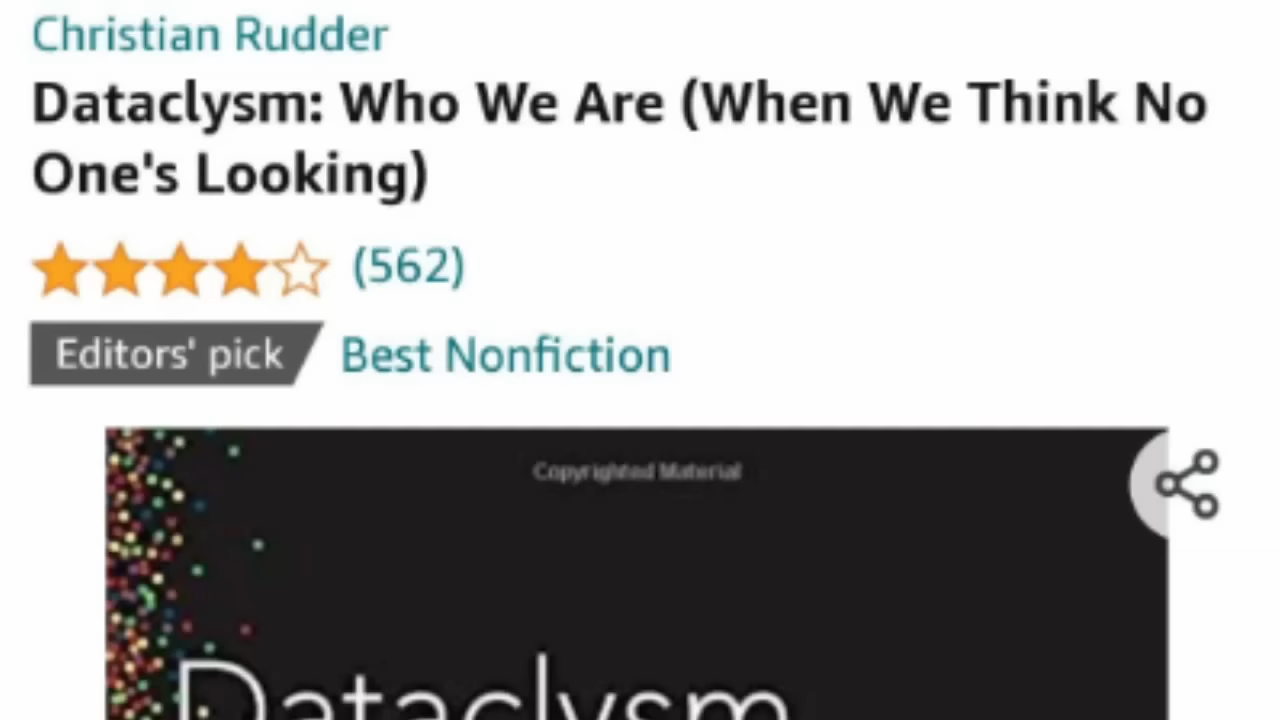 Christian Rudder
Dataclysm: Who We Are (When We Think No
One's Looking)
(562)
Editors' pick Best Nonfiction
Copyrighted Material
Dataclysm